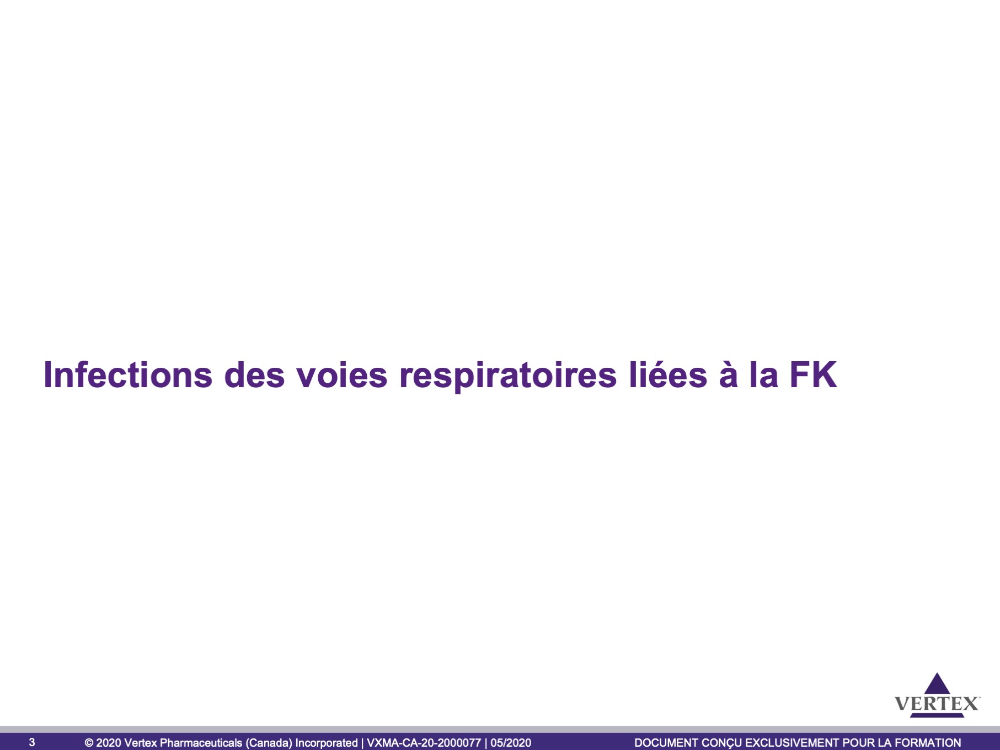 Infections des voies respiratoires liées à la FK
VERTEX
3 © 2020 Vertex Pharmaceuticals (Canada) Incorporated | VXMA-CA-20-2000077 | 05/2020 DOCUMENT CONÇU EXCLUSIVEMENT POUR LA FORMATION